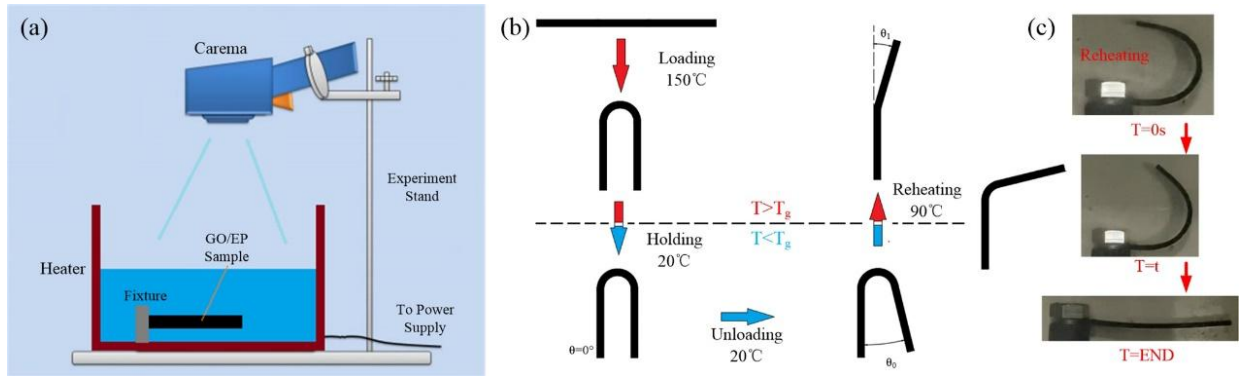 (a)
Carema
Experiment
Stand
GO/EP
Sample
Heater
Fixture
To Power
Supply
(b)
Loading
150℃
T>Tg
T<Tg
Holding
20℃
θ=0°
Unloading
20℃
θ1
Reheating
90℃
θ0
(c)
Reheating
T=0s
T=t
T=END